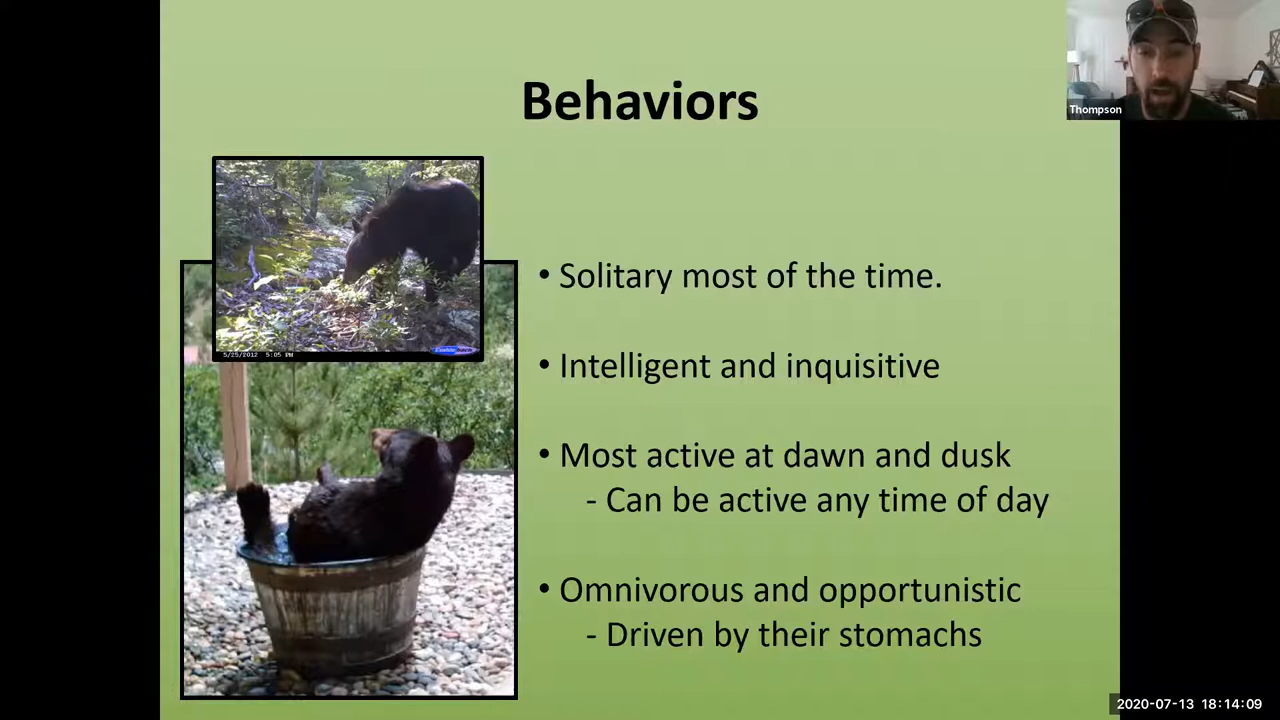 Behaviors
Thompson
5/25/2012 5:05 PM
• Solitary most of the time.
• Intelligent and inquisitive
• Most active at dawn and dusk
- Can be active any time of day
• Omnivorous and opportunistic
- Driven by their stomachs
2020-07-13 18:14:09